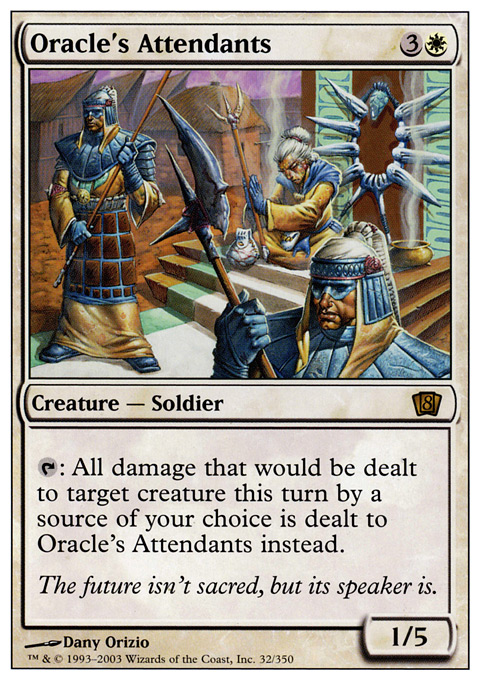 Oracle's Attendants 3
Creature — Soldier 8
: All damage that would be dealt
to target creature this turn by a
source of your choice is dealt to
Oracle's Attendants instead.
The future isn't sacred, but its speaker is.
Dany Orizio
1/5
™ & © 1993–2003 Wizards of the Coast, Inc. 32/350